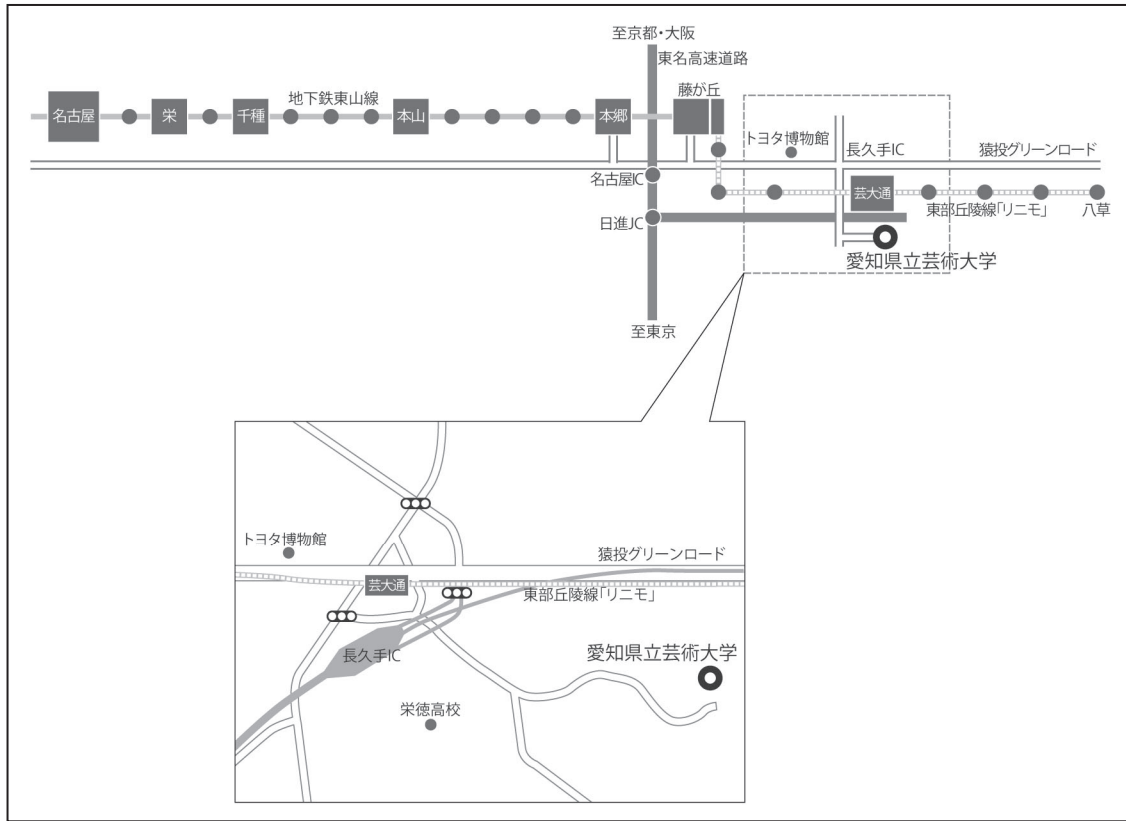 至京都・大阪
東名高速道路
藤が丘
地下鉄東山線
名古屋
栄
千種
本山
本郷
トヨタ博物館
長久手IC
猿投グリーンロード
名古屋IC
芸大通
東部丘陵線「リニモ」
八草
日進JC
愛知県立芸術大学
至東京
トヨタ博物館
猿投グリーンロード
芸大通
東部丘陵線「リニモ」
長久手IC
愛知県立芸術大学
栄徳高校